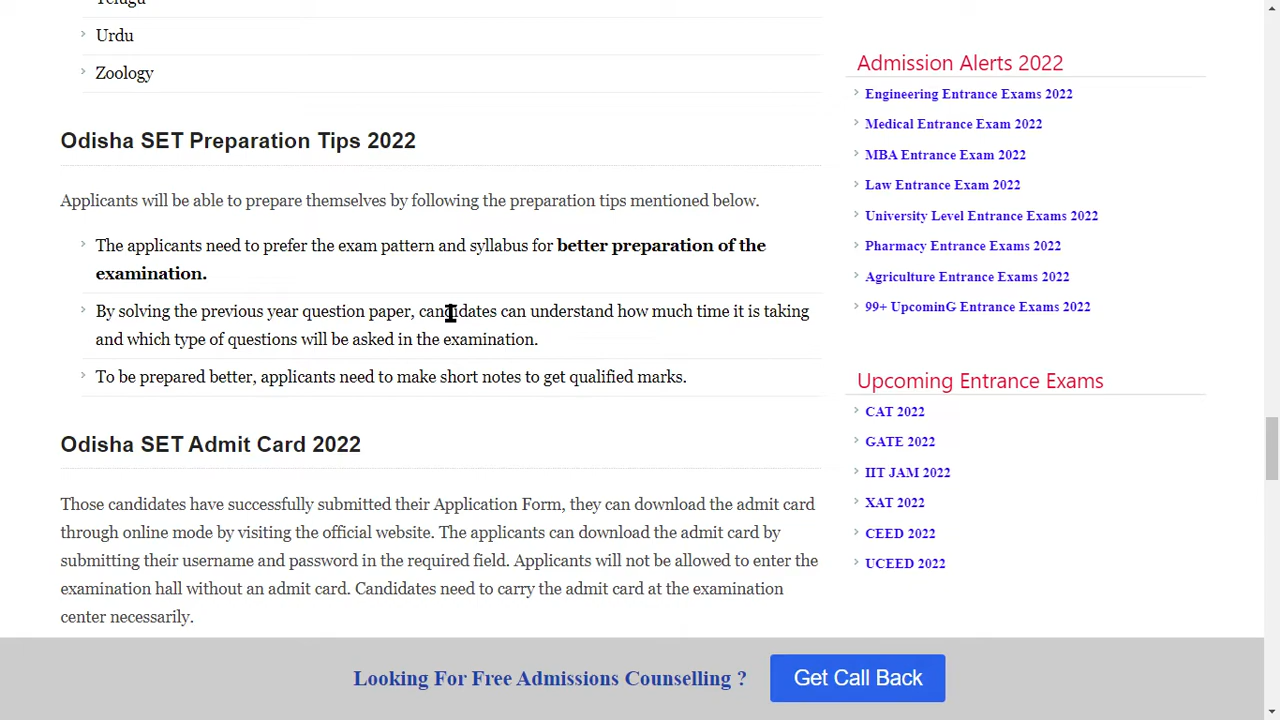 Telugu
Urdu
Zoology
Odisha SET Preparation Tips 2022
Applicants will be able to prepare themselves by following the preparation tips mentioned below.
The applicants need to prefer the exam pattern and syllabus for better preparation of the
examination.
By solving the previous year question paper, candidates can understand how much time it is taking
and which type of questions will be asked in the examination.
To be prepared better, applicants need to make short notes to get qualified marks.
Odisha SET Admit Card 2022
Those candidates have successfully submitted their Application Form, they can download the admit card
through online mode by visiting the official website. The applicants can download the admit card by
submitting their username and password in the required field. Applicants will not be allowed to enter the
examination hall without an admit card. Candidates need to carry the admit card at the examination
center necessarily.
Admission Alerts 2022
Engineering Entrance Exams 2022
Medical Entrance Exam 2022
MBA Entrance Exam 2022
Law Entrance Exam 2022
University Level Entrance Exams 2022
Pharmacy Entrance Exams 2022
Agriculture Entrance Exams 2022
99+ UpcominG Entrance Exams 2022
Upcoming Entrance Exams
CAT 2022
GATE 2022
IIT JAM 2022
XAT 2022
CEED 2022
UCEED 2022
Looking For Free Admissions Counselling ?
Get Call Back